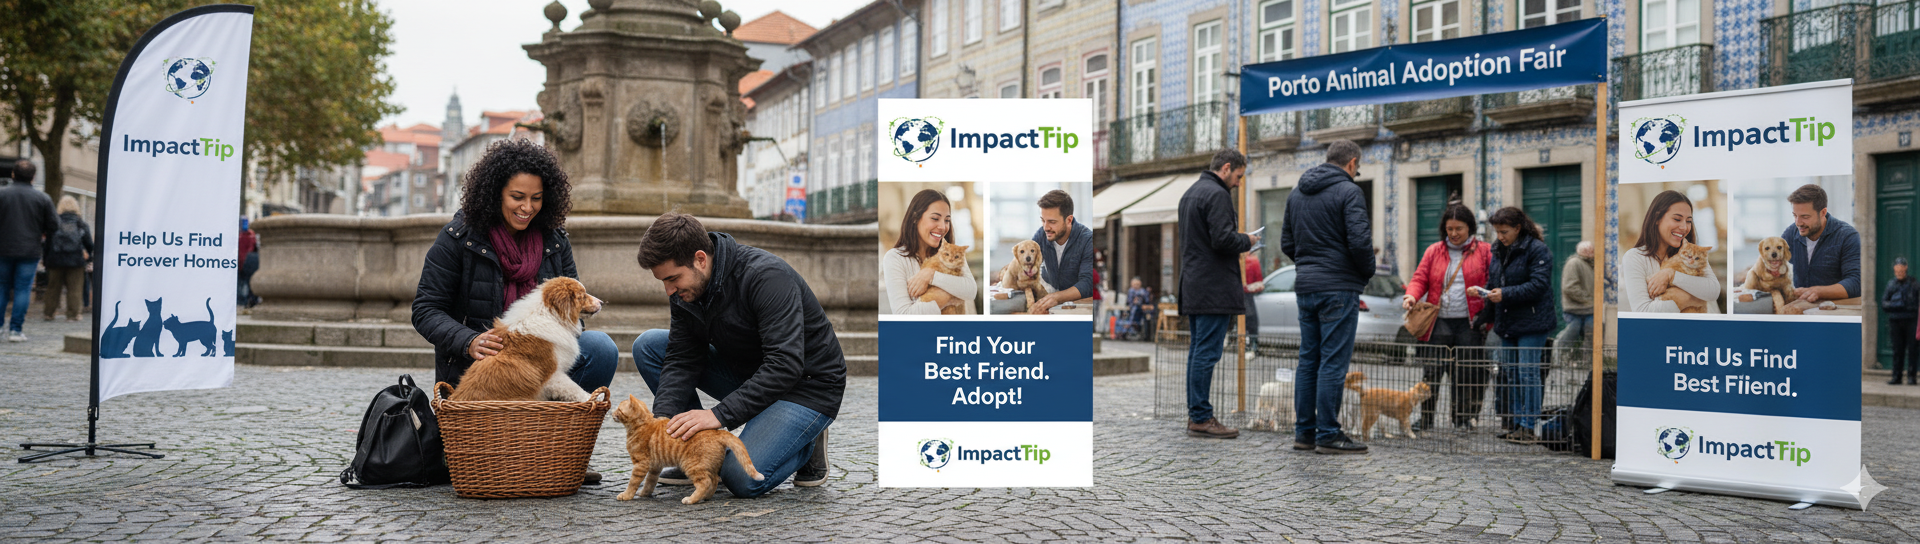 ImpactTip
Help Us Find
Forever Homes
ImpactTip
Find Your
Best Friend.
Adopt!
ImpactTip
Porto Animal Adoption Fair
ImpactTip
Find Us Find
Best Fiiend.
ImpactTip